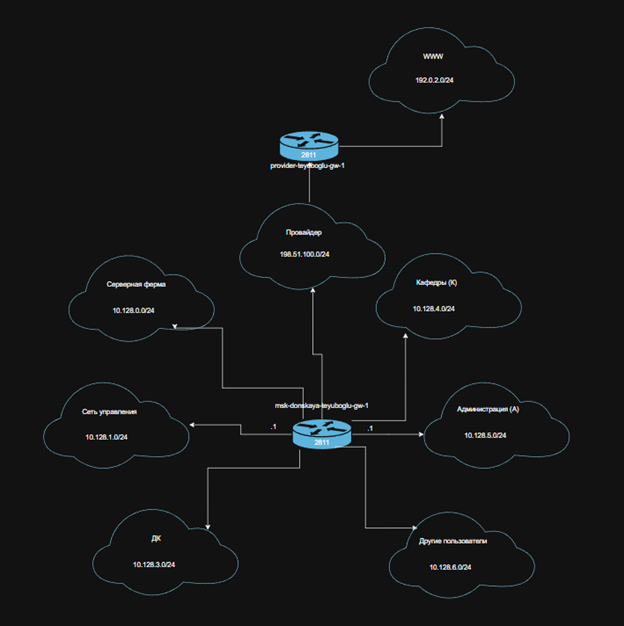 WWW
192.0.2.0/24
2811
provider-teyuboglu-gw-1
Провайдер
198.51.100.0/24
Серверная ферма
10.128.0.0/24
Кафедры (К)
10.128.4.0/24
msk-donskaya-teyuboglu-gw-1
Сеть управления
10.128.1.0/24
.1
2811
.1
Администрация (А)
10.128.5.0/24
ДК
10.128.3.0/24
Другие пользователи
10.128.6.0/24